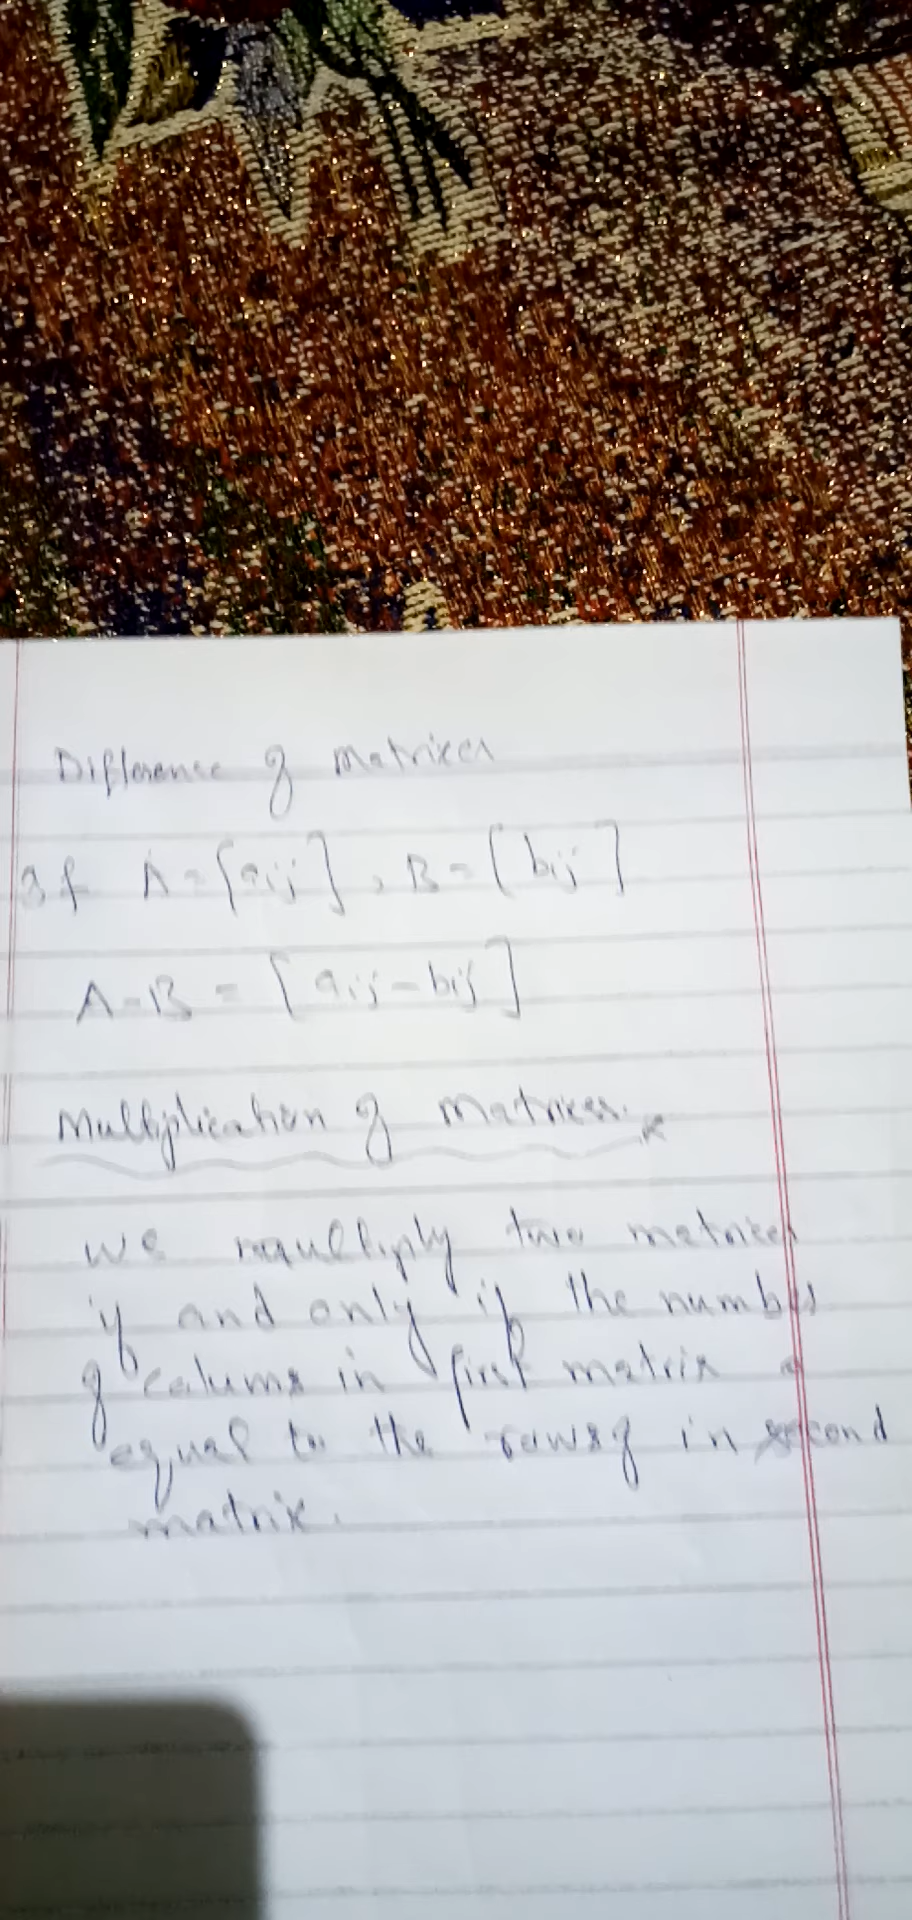 Difference of matrices
If A = [aij], B = [bij]
A-B = [aij - bij]
Multiplication of Matrices.
we multiply two matrices
if and only if the number
of colums in first matrix
equal to the rows of in second
matrix.